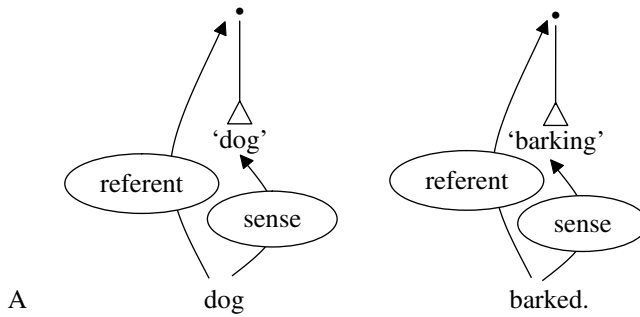 ‘dog’ ‘barking’
referent referent
sense sense
A dog barked.